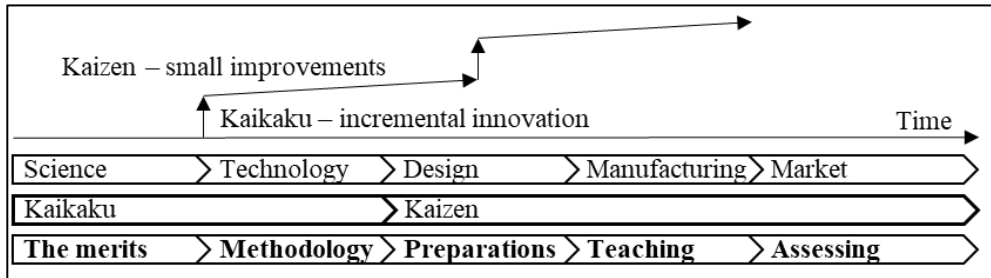 Kaizen – small improvements
Kaikaku – incremental innovation Time
Science Technology Design Manufacturing Market
Kaikaku Kaizen
The merits Methodology Preparations Teaching Assessing